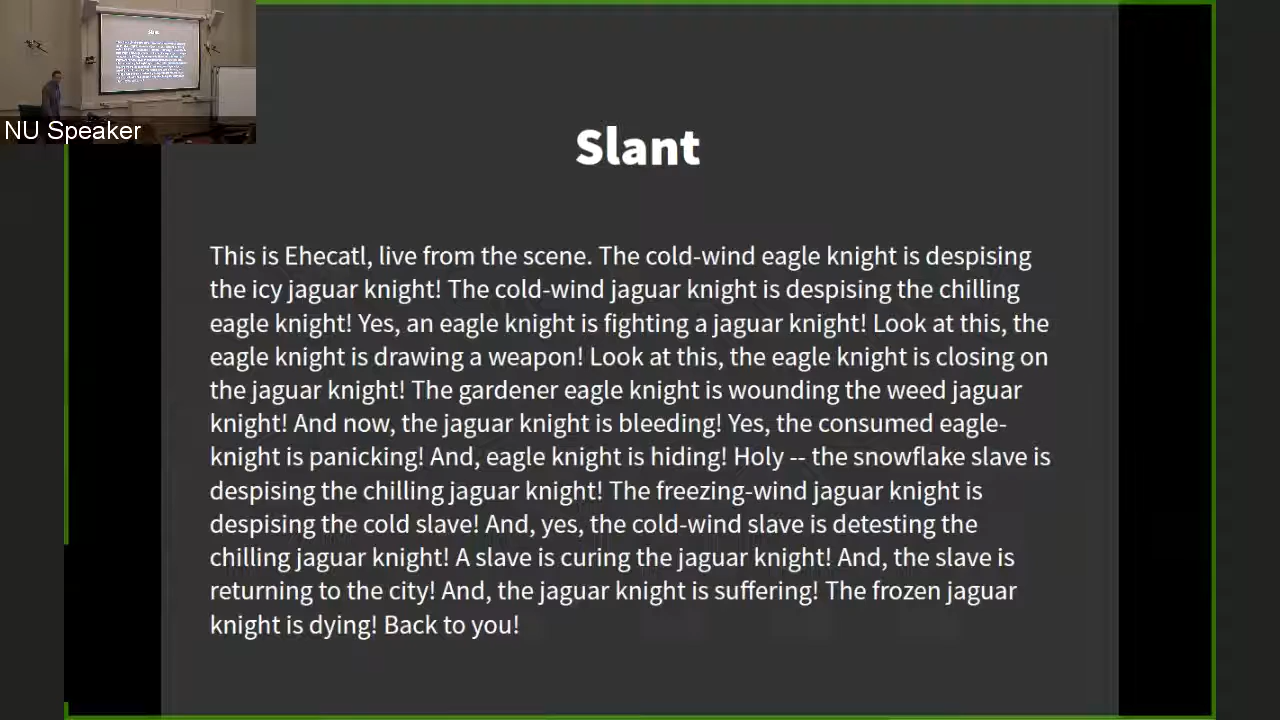 NU Speaker
Slant
This is Ehecatl, live from the scene. The cold-wind eagle knight is despising
the icy jaguar knight! The cold-wind jaguar knight is despising the chilling
eagle knight! Yes, an eagle knight is fighting a jaguar knight! Look at this, the
eagle knight is drawing a weapon! Look at this, the eagle knight is closing on
the jaguar knight! The gardener eagle knight is wounding the weed jaguar
knight! And now, the jaguar knight is bleeding! Yes, the consumed eagle-
knight is panicking! And, eagle knight is hiding! Holy -- the snowflake slave is
despising the chilling jaguar knight! The freezing-wind jaguar knight is
despising the cold slave! And, yes, the cold-wind slave is detesting the
chilling jaguar knight! A slave is curing the jaguar knight! And, the slave is
returning to the city! And, the jaguar knight is suffering! The frozen jaguar
knight is dying! Back to you!